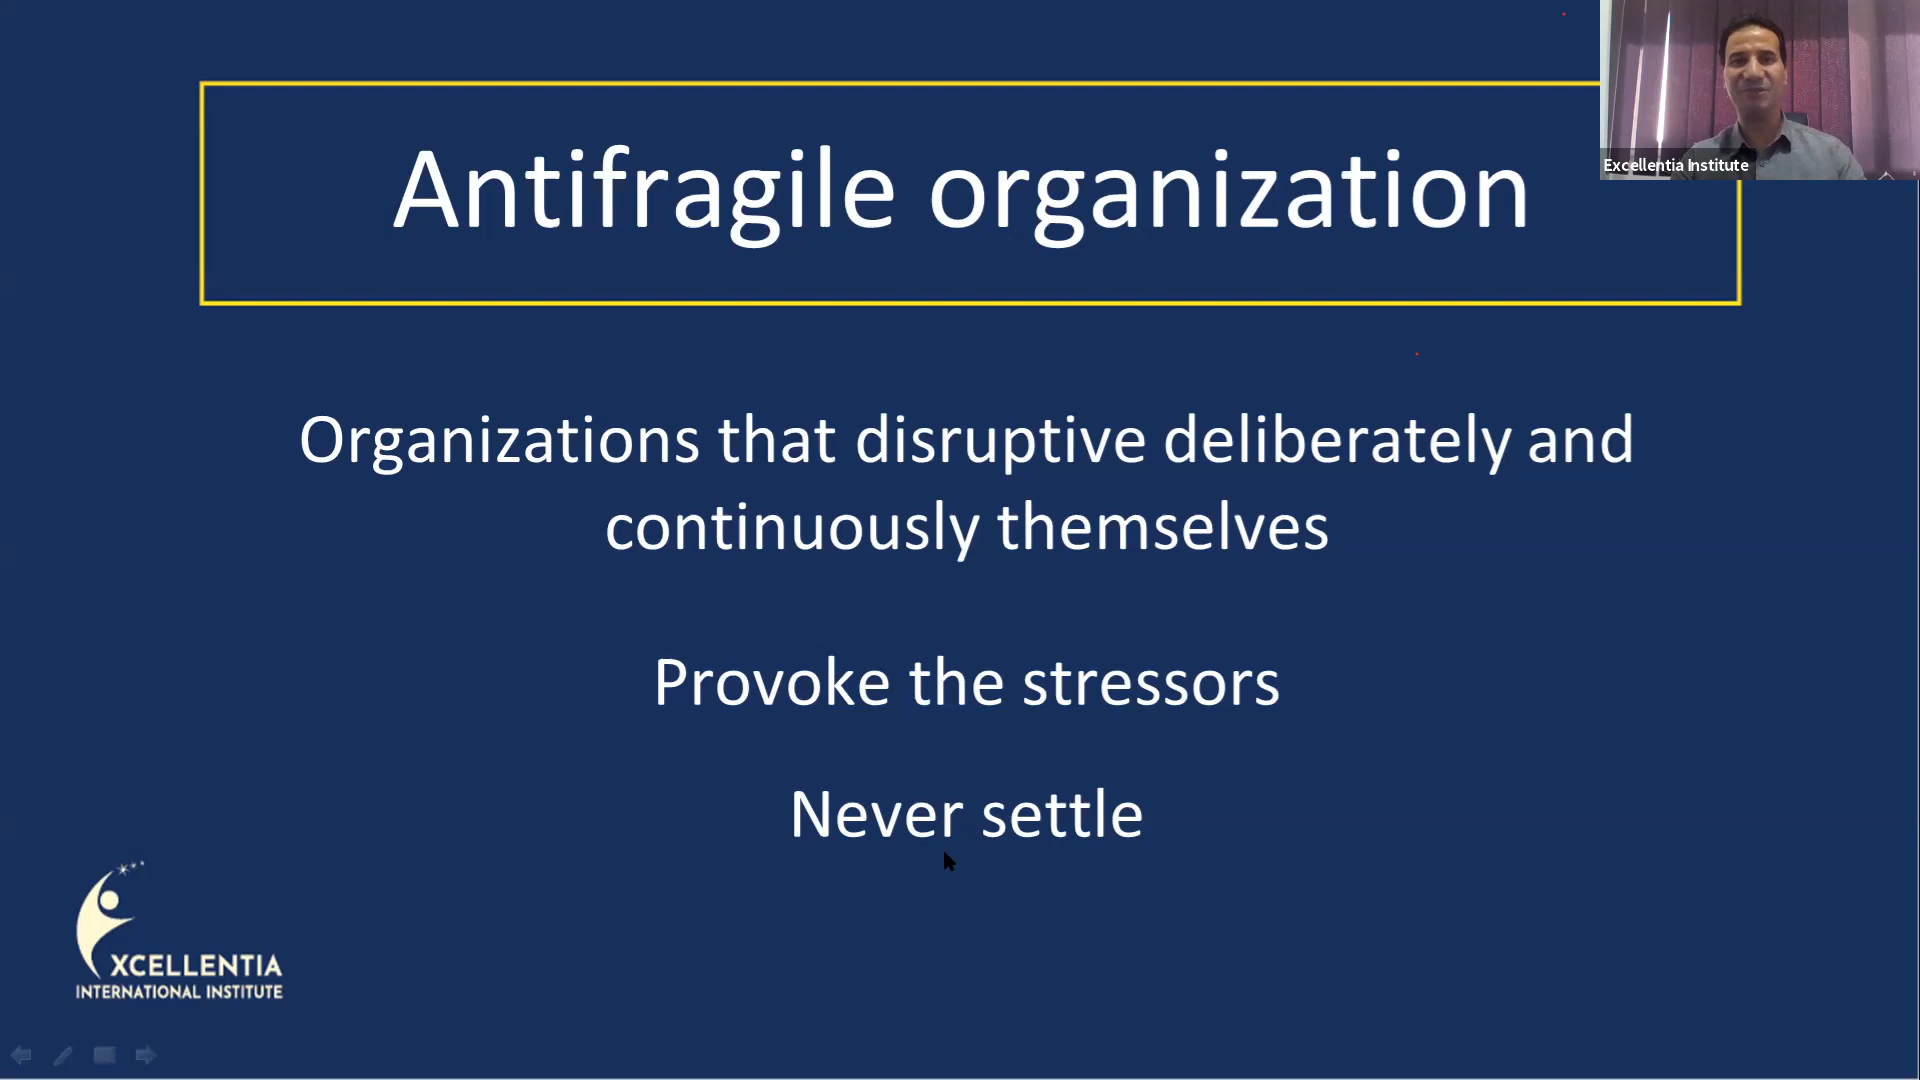 Excellentia Institute
Antifragile organization
Organizations that disruptive deliberately and
continuously themselves
Provoke the stressors
Never settle
XCELLENTIA
INTERNATIONAL INSTITUTE